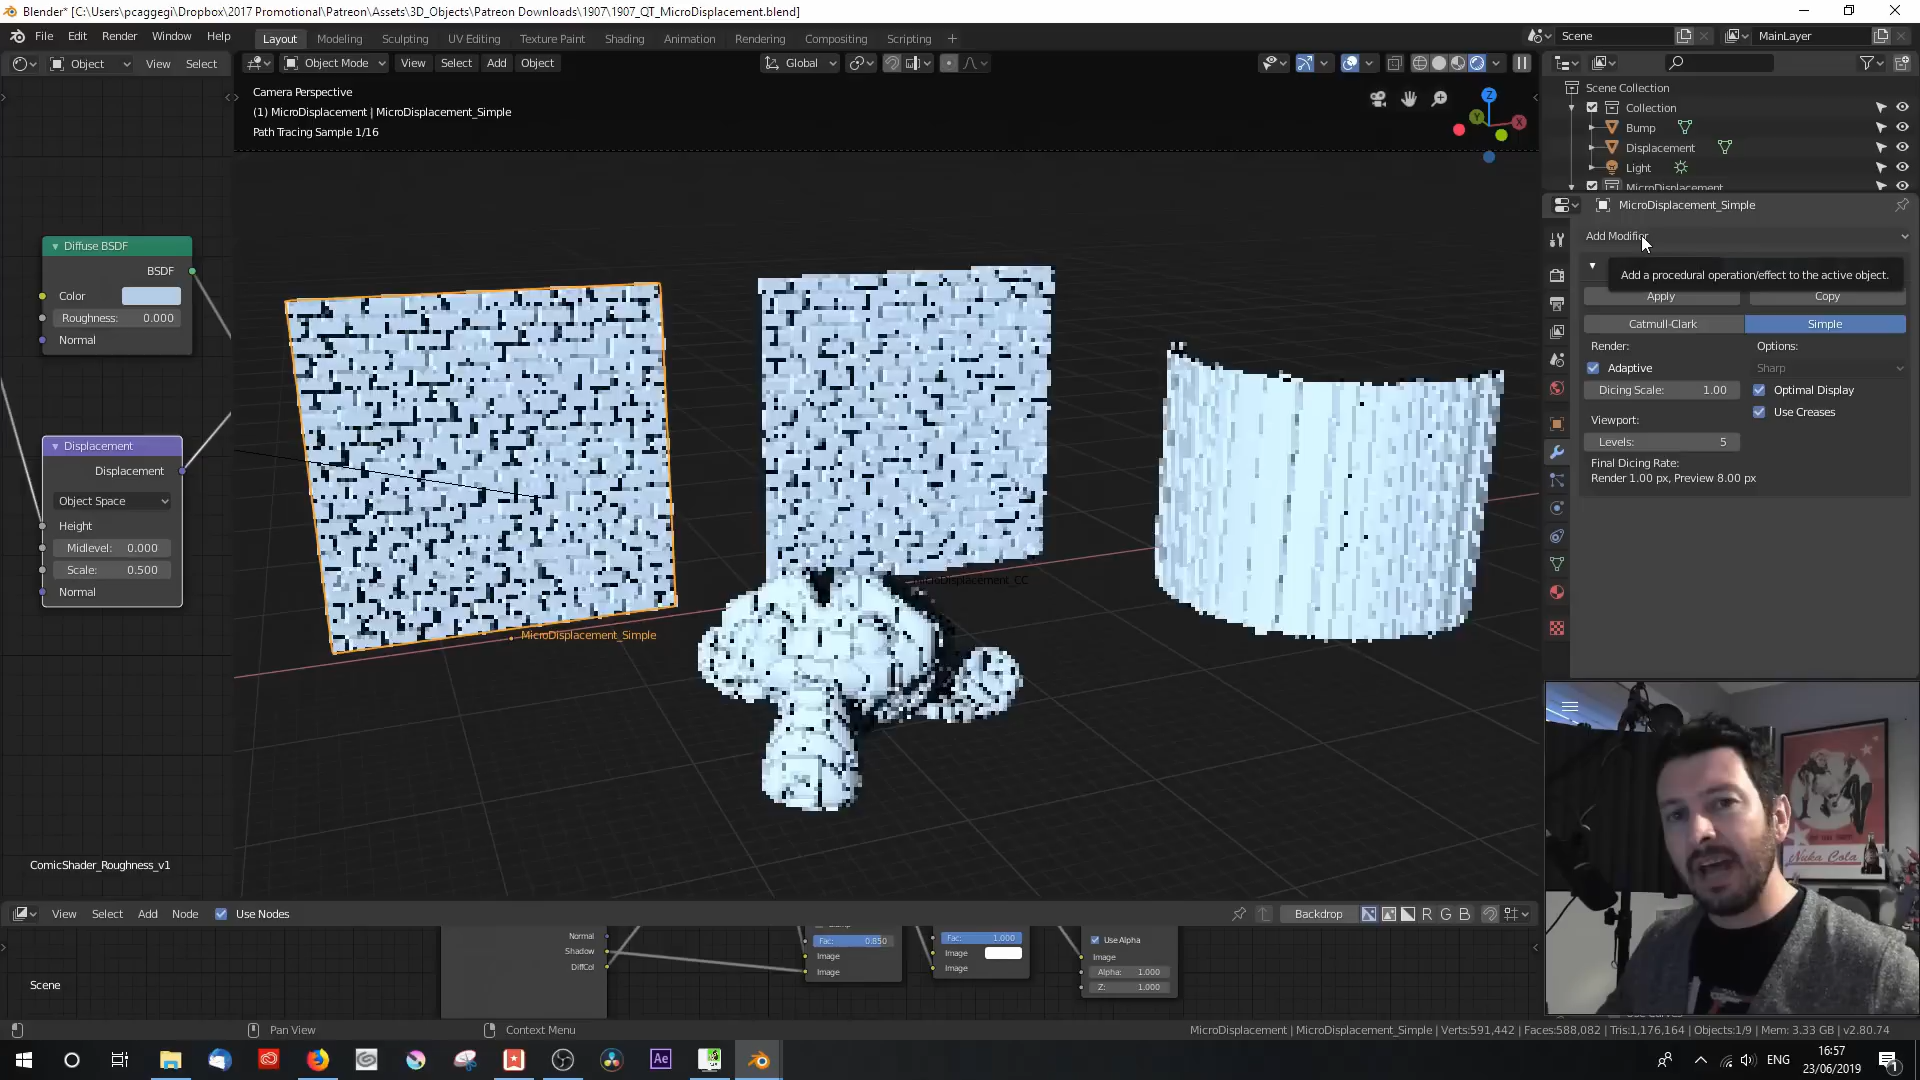 Blender* [C:\Users\pcaggegi\Dropbox\2017 Promotional\Patreon\Assets\3D_Objects\Patreon Downloads\1907\1907_QT_MicroDisplacement.blend]
File Edit Render Window Help
Layout Modeling Sculpting UV Editing Texture Paint Shading Animation Rendering Compositing Scripting +
Scene MainLayer
Object View Select
Object Mode View Select Add Object
Global
Camera Perspective
(1) MicroDisplacement | MicroDisplacement_Simple
Path Tracing Sample 1/16
Z
Y
X
Scene Collection
Collection
Bump
Displacement
Light
MicroDisplacement
MicroDisplacement_Simple
Add Modifier
Add a procedural operation/effect to the active object.
Apply Copy
Catmull-Clark Simple
Render: Options:
Adaptive Sharp
Dicing Scale: 1.00 Optimal Display
Use Creases
Viewport:
Levels: 5
Final Dicing Rate:
Render 1.00 px, Preview 8.00 px
Diffuse BSDF
BSDF
Color
Roughness: 0.000
Normal
Displacement
Displacement
Object Space
Height
Midlevel: 0.000
Scale: 0.500
Normal
ComicShader_Roughness_v1
MicroDisplacement_CC
MicroDisplacement_Simple
Nuka Cola
View Select Add Node Use Nodes
Backdrop R G B
Normal
Shadow
DiffCol
Fac: 0.850
Image
Image
Fac: 1.000
Image
Image
Use Alpha
Image
Alpha: 1.000
Z: 1.000
Scene
Pan View Context Menu
MicroDisplacement | MicroDisplacement_Simple | Verts:591,442 | Faces:588,082 | Tris:1,176,164 | Objects:1/9 | Mem: 3.33 GB | v2.80.74
Ae
ENG
16:57
23/06/2019
1